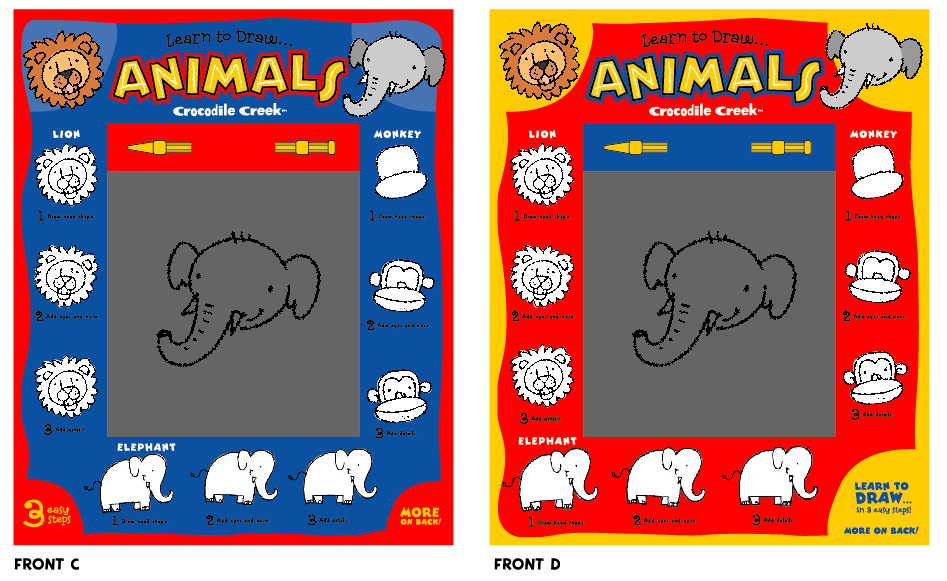 Learn to Draw...
ANIMALS
Crocodile Creek™
LION
MONKEY
1 Draw head shape.
1 Draw head shape.
2 Add eyes and nose.
2 Add eyes and nose.
3 Add details.
3 Add details.
ELEPHANT
1 Draw head shape.
2 Add eyes and nose.
3 Add details.
3 easy
steps
MORE
ON BACK!
FRONT C
Learn to Draw...
ANIMALS
Crocodile Creek™
LION
MONKEY
1 Draw head shape.
1 Draw head shape.
2 Add eyes and nose.
2 Add eyes and nose.
3 Add details.
3 Add details.
ELEPHANT
1 Draw head shape.
2 Add eyes and nose.
3 Add details.
LEARN TO
DRAW...
in 3 easy steps!
MORE ON BACK!
FRONT D